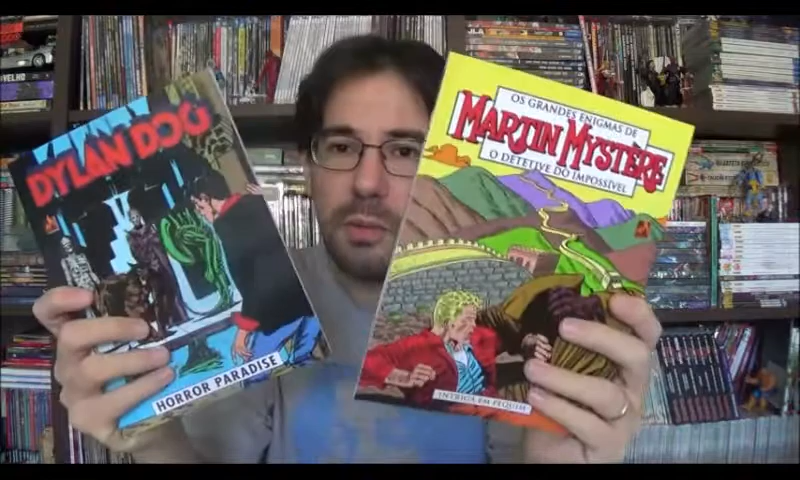 DYLAN DOG
HORROR PARADISE
OS GRANDES ENIGMAS DE
MARTIN MYSTÈRE
O DETETIVE DO IMPOSSÍVEL
INTRIGA EM PEQUIM